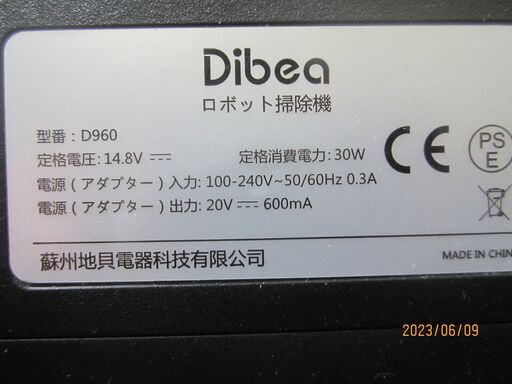 Dibea
ロボット掃除機
型番：D960
定格電圧：14.8V ⎓ 定格消費電力：30W
電源（アダプター）入力：100-240V~50/60Hz 0.3A
電源（アダプター）出力：20V ⎓ 600mA
CE
PS
E
蘇州地貝電器科技有限公司
MADE IN CHIN
2023/06/09